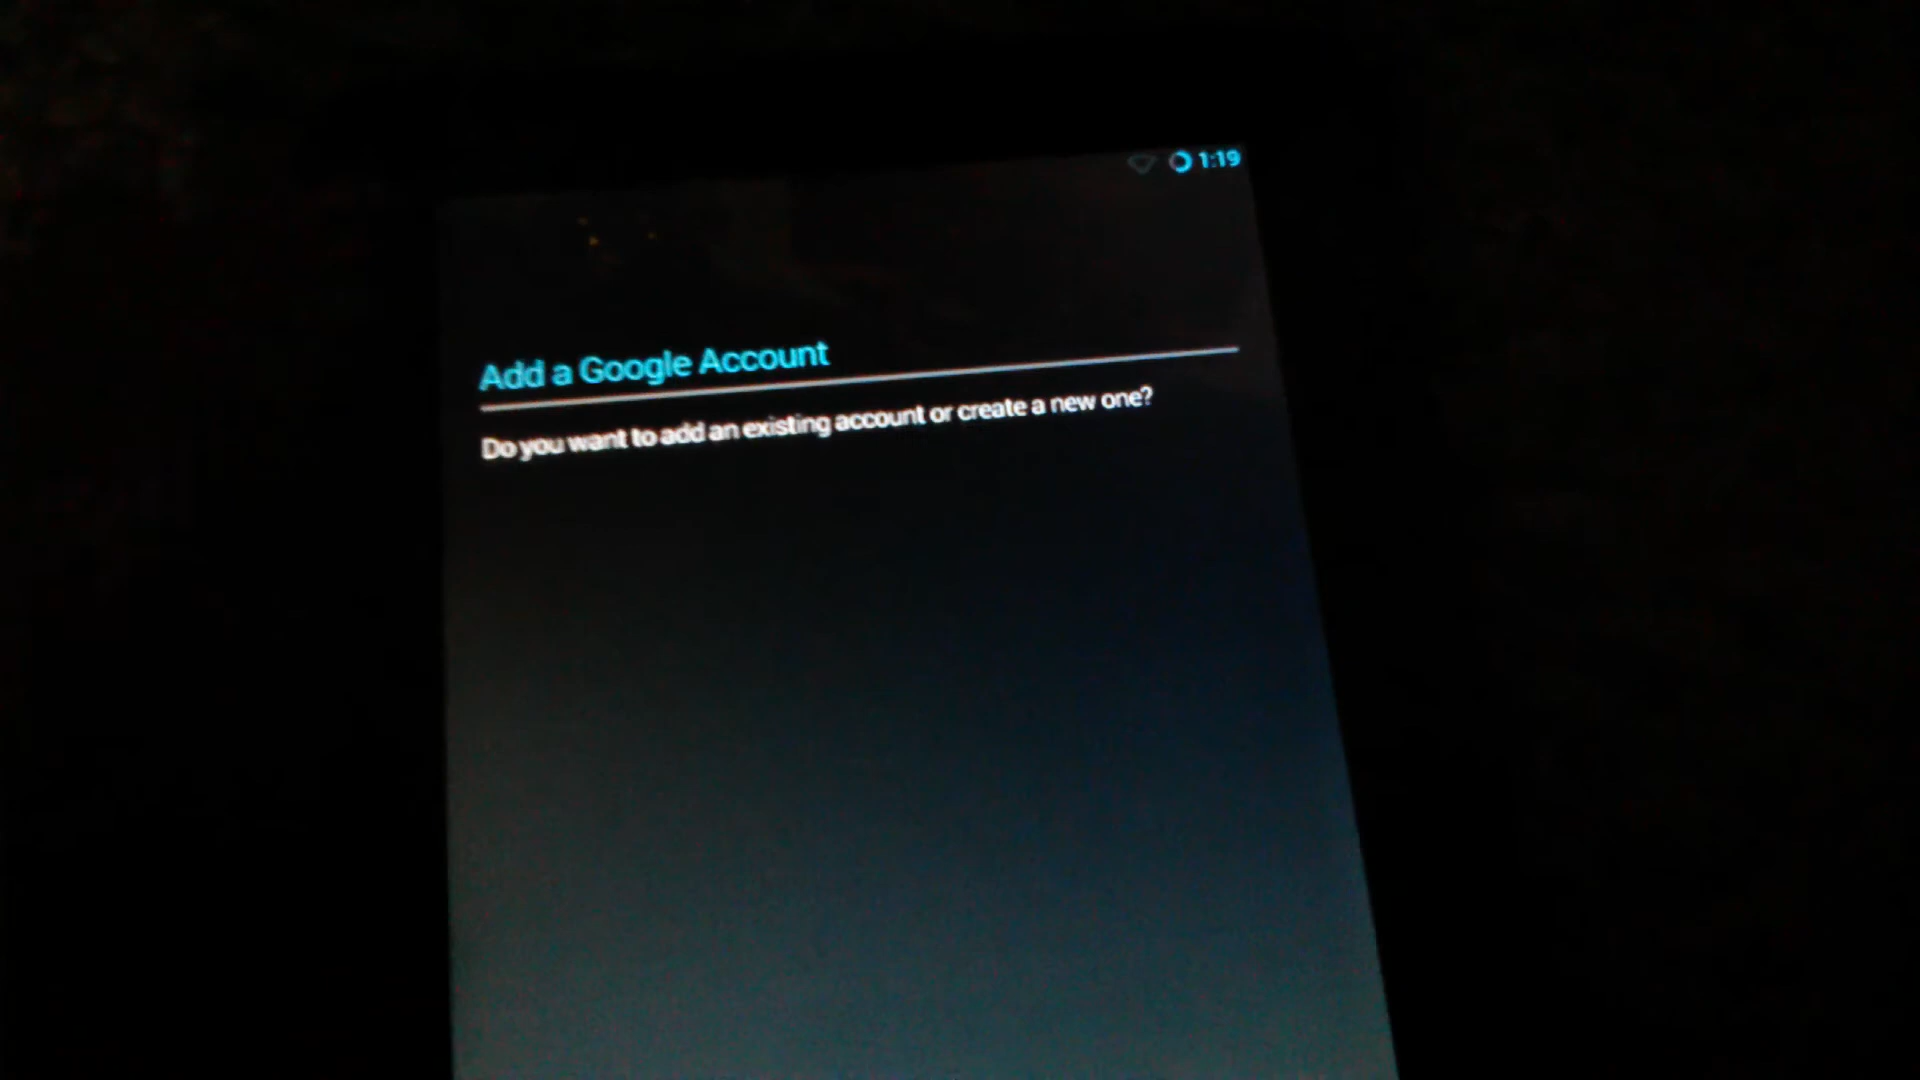 1:19
Add a Google Account
Do you want to add an existing account or create a new one?